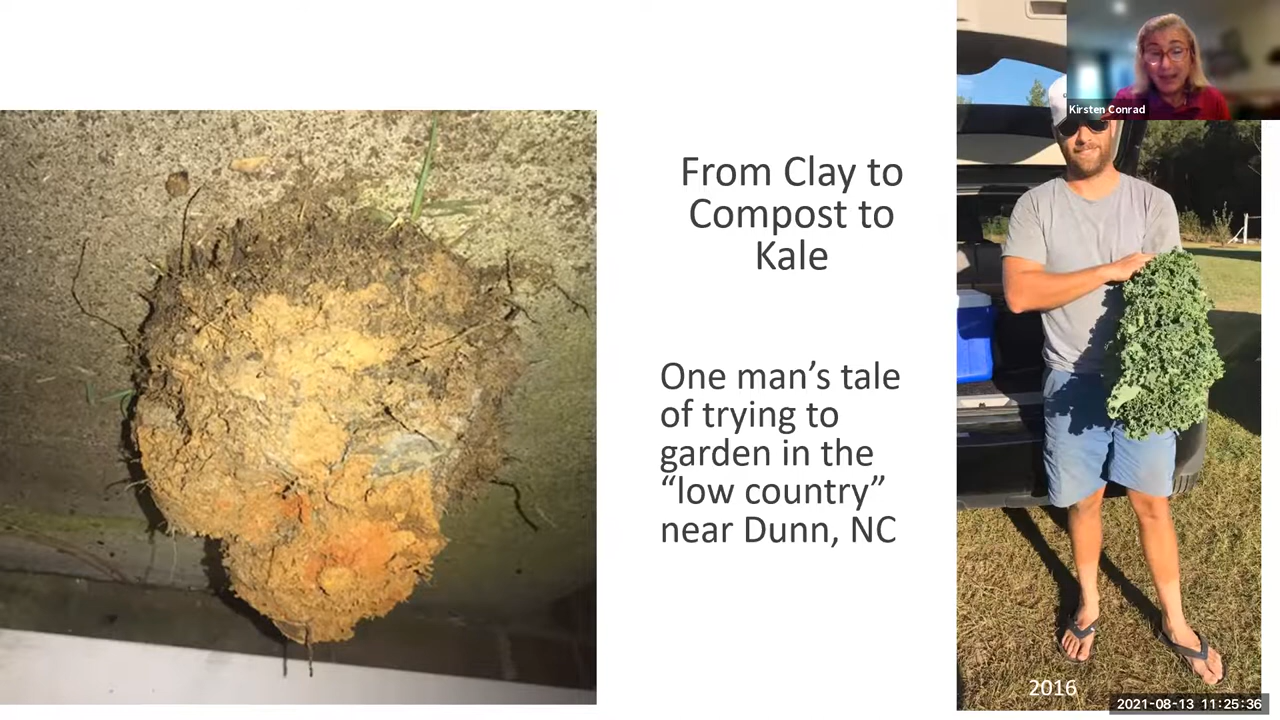 From Clay to
Compost to
Kale
One man’s tale
of trying to
garden in the
“low country”
near Dunn, NC
Kirsten Conrad
2016
2021-08-13 11:25:36